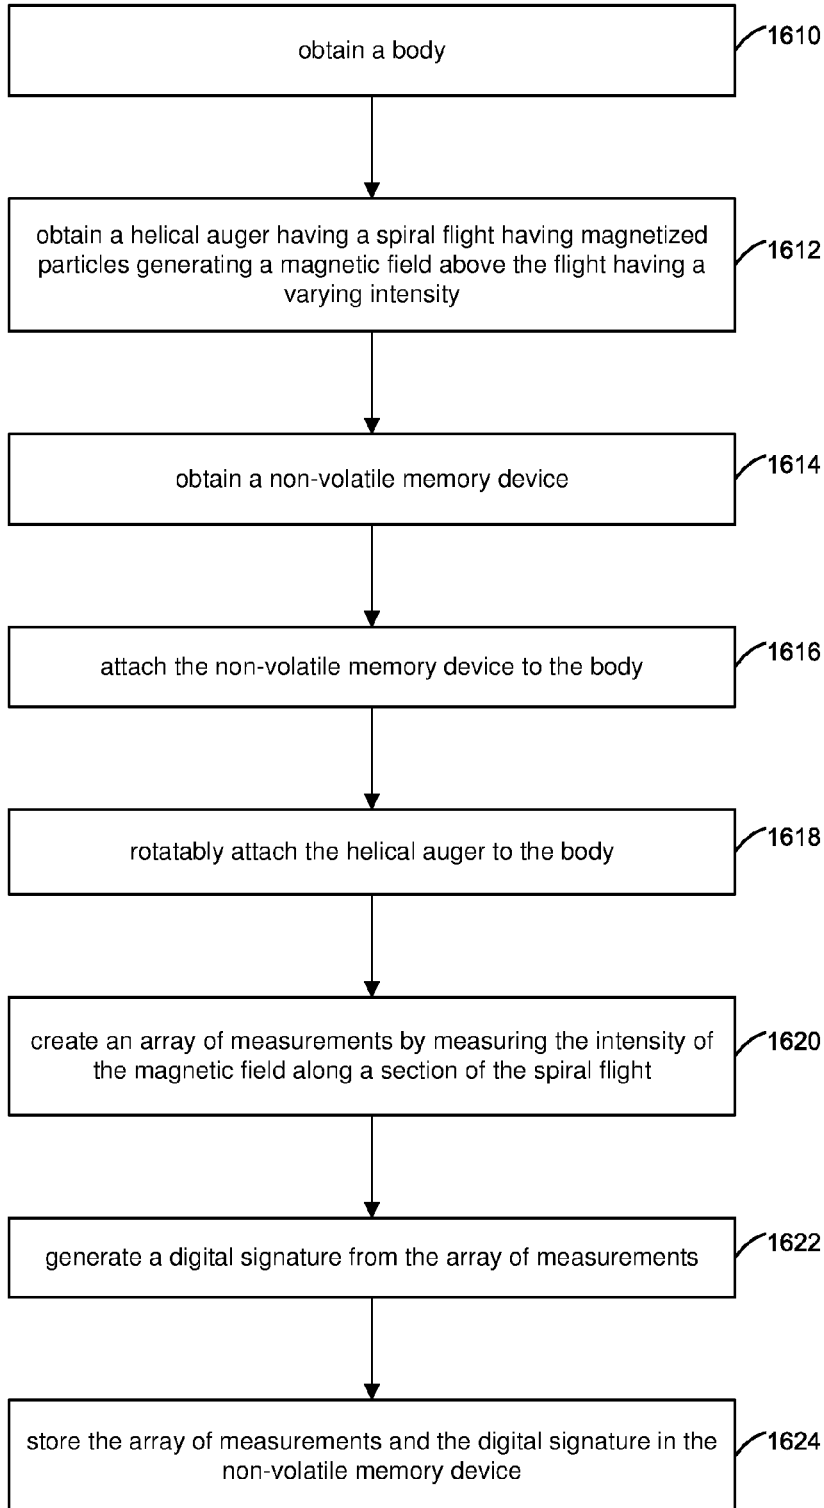 obtain a body
1610
obtain a helical auger having a spiral flight having magnetized
particles generating a magnetic field above the flight having a
varying intensity
1612
obtain a non-volatile memory device
1614
attach the non-volatile memory device to the body
1616
rotatably attach the helical auger to the body
1618
create an array of measurements by measuring the intensity of
the magnetic field along a section of the spiral flight
1620
generate a digital signature from the array of measurements
1622
store the array of measurements and the digital signature in the
non-volatile memory device
1624